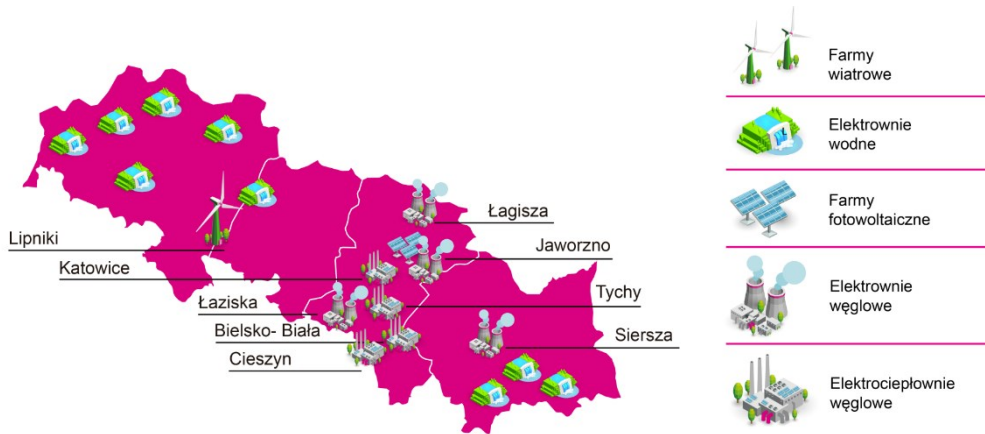 Lipniki
Katowice
Łaziska
Bielsko- Biała
Cieszyn
Łagisza
Jaworzno
Tychy
Siersza
Farmy
wiatrowe
Elektrownie
wodne
Farmy
fotowoltaiczne
Elektrownie
węglowe
Elektrociepłownie
węglowe